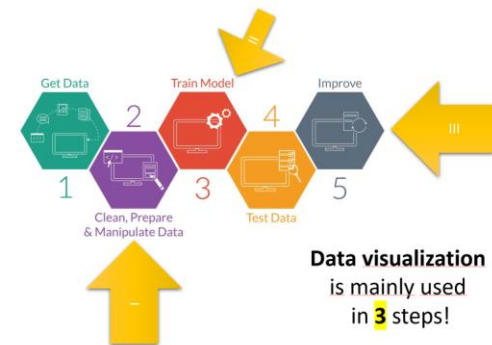 II
Get Data
2
Train Model
4
Improve
III
1
Clean, Prepare
& Manipulate Data
3
Test Data
5
I
Data visualization
is mainly used
in 3 steps!